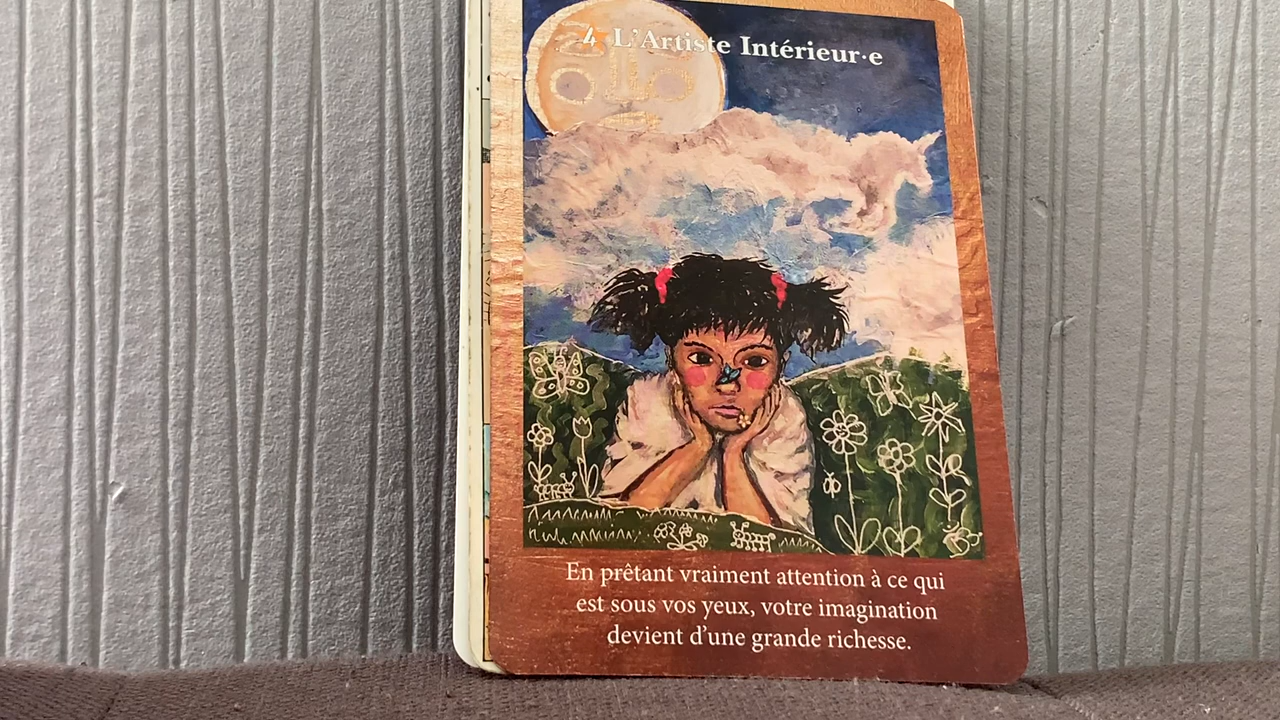 4 L'Artiste Intérieur·e
En prêtant vraiment attention à ce qui
est sous vos yeux, votre imagination
devient d'une grande richesse.